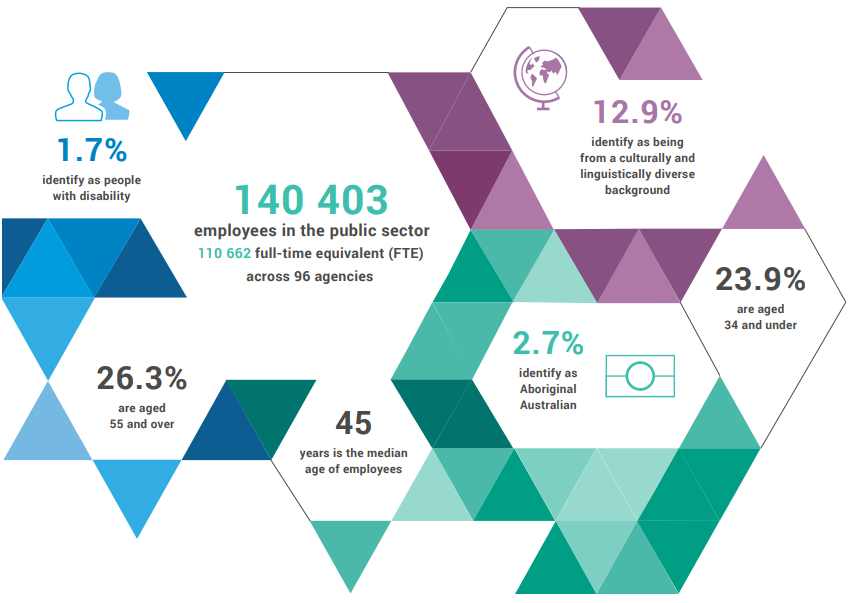 12.9%
identify as being
from a culturally and
linguistically diverse
background
1.7%
identify as people
with disability
140 403
employees in the public sector
110 662 full-time equivalent (FTE)
across 96 agencies
23.9%
are aged
34 and under
2.7%
identify as
Aboriginal
Australian
26.3%
are aged
55 and over
45
years is the median
age of employees